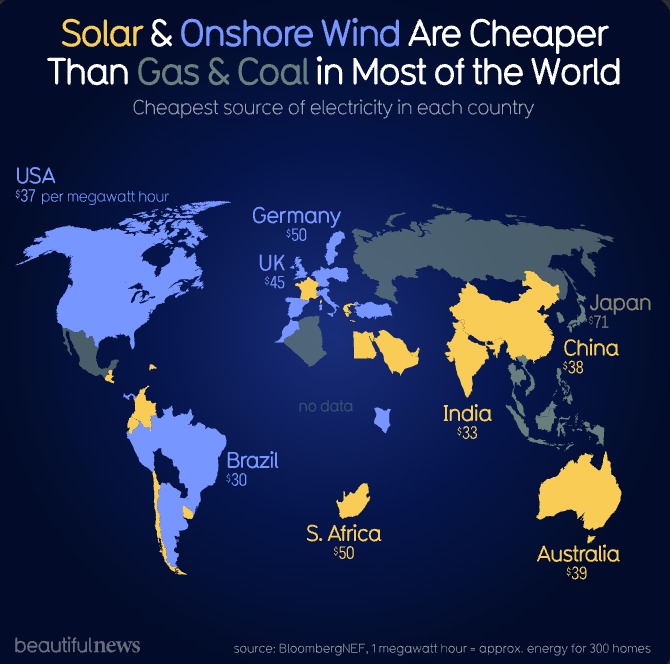 Solar & Onshore Wind Are Cheaper
Than Gas & Coal in Most of the World
Cheapest source of electricity in each country
USA
$37 per megawatt hour
Germany
$50
UK
$45
Japan
$71
China
$38
no data
India
$33
Brazil
$30
S. Africa
$50
Australia
$39
beautifulnews
source: BloombergNEF, 1 megawatt hour = approx. energy for 300 homes